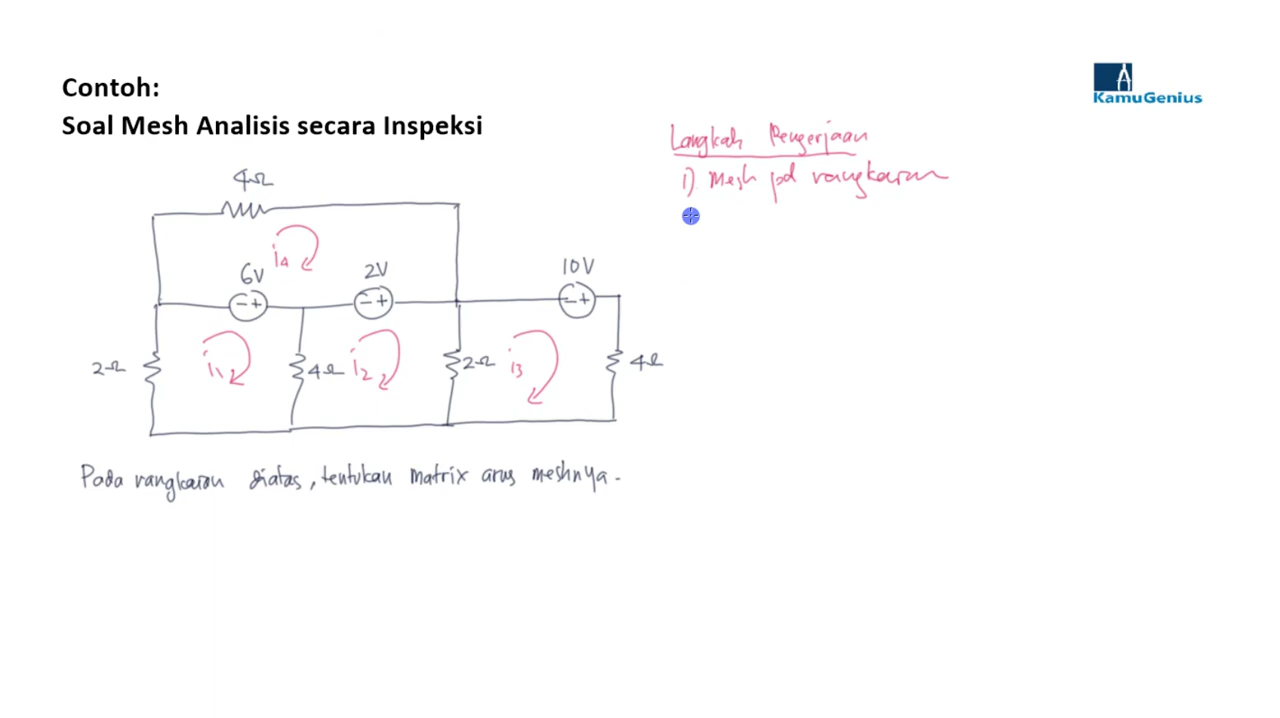 Contoh:
Soal Mesh Analisis secara Inspeksi
KamuGenius
Langkah Pengerjaan
1) Mesh pd rangkaian
4Ω
i4
6V
2V
10V
- +
- +
- +
2Ω
i1
4Ω
i2
2Ω
i3
4Ω
Pada rangkaian diatas, tentukan matrix arus meshnya.